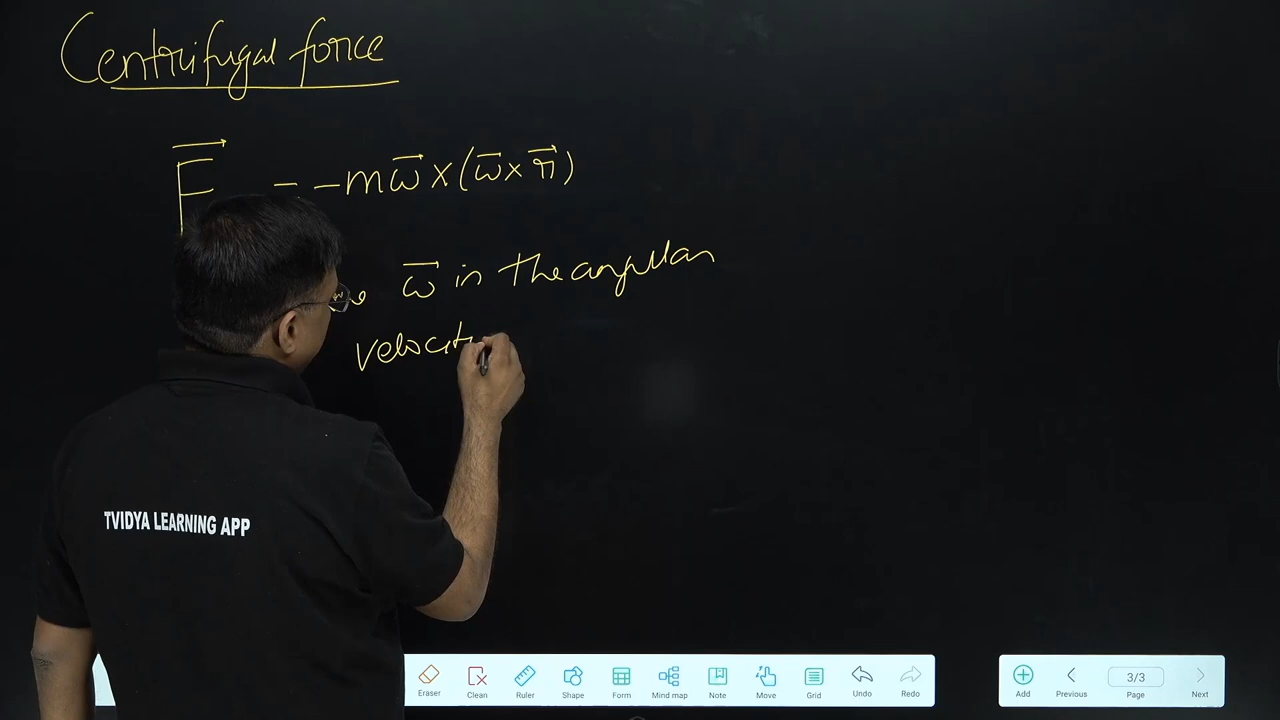 Centrifugal force
F = -mω × (ω × r)
ω is the angular
velocit
TVIDYA LEARNING APP
Eraser Clean Ruler Shape Form Mind map Note Move Grid Undo Redo
Add Previous 3/3 Page Next